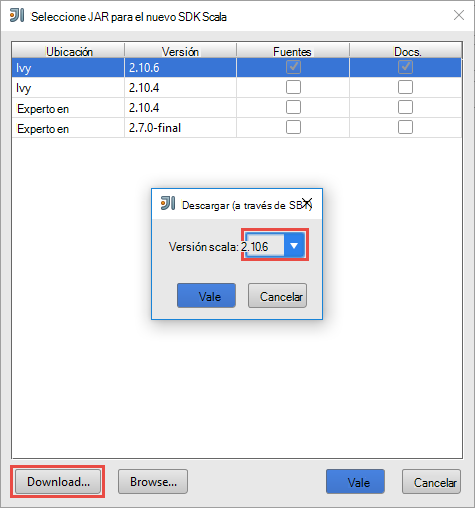 Seleccione JAR para el nuevo SDK Scala
Ubicación Versión Fuentes Docs.
Ivy 2.10.6
Ivy 2.10.4
Experto en 2.10.4
Experto en 2.7.0-final
Descargar (a través de SBT)
Versión scala: 2.10.6
Vale Cancelar
Download... Browse... Vale Cancelar